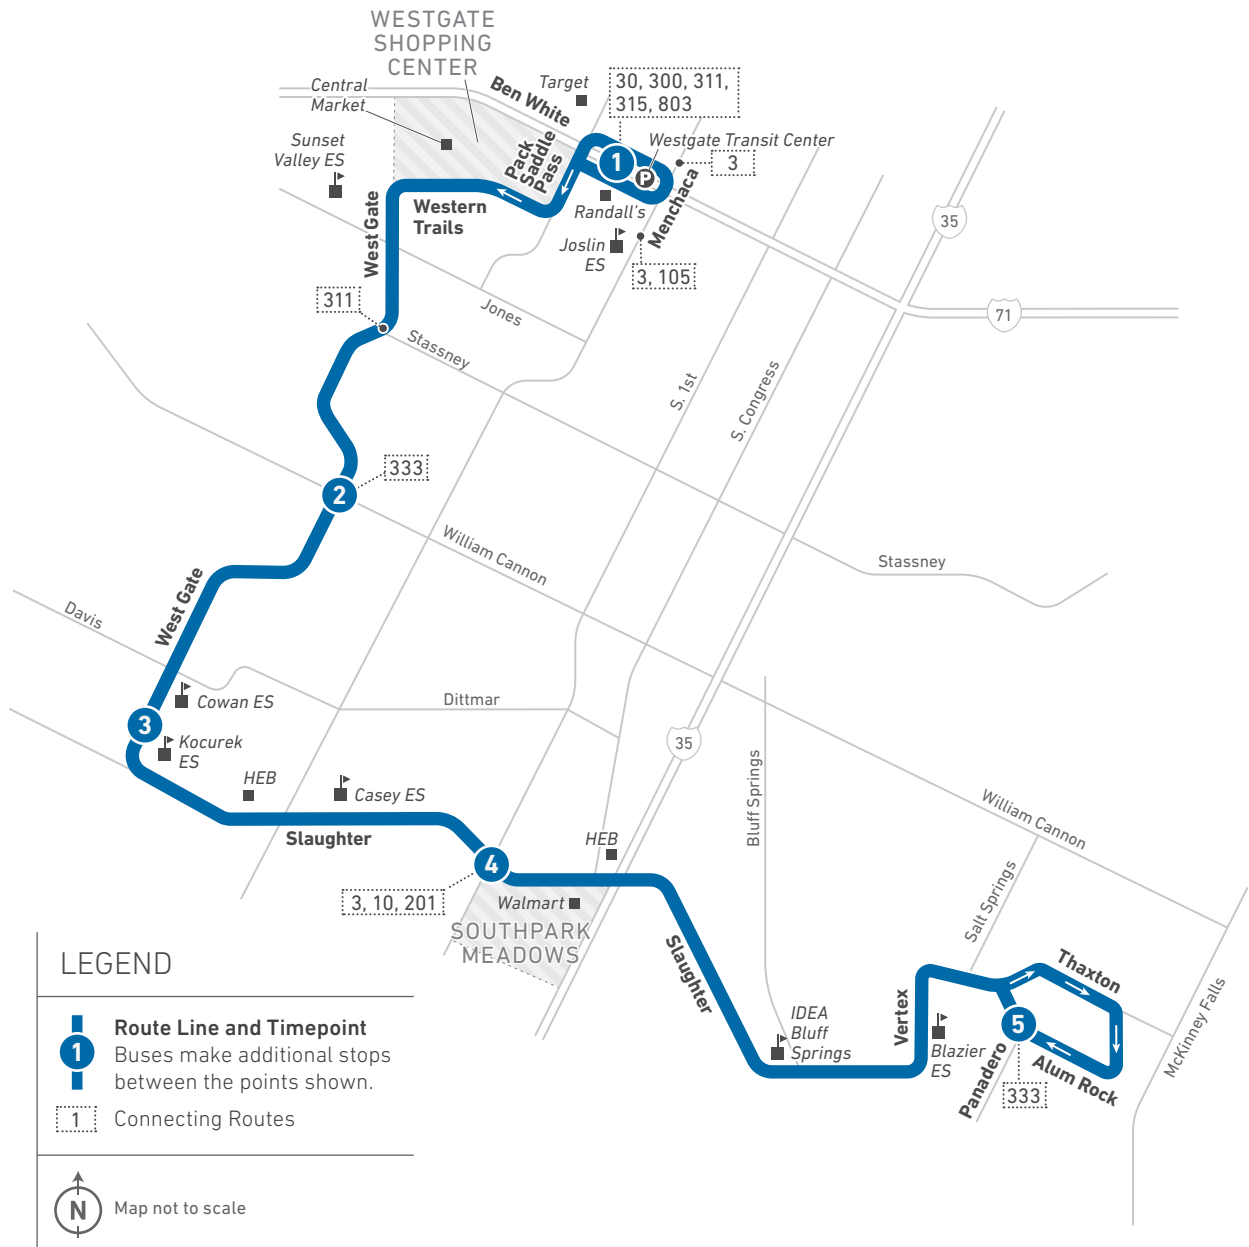 WESTGATE
SHOPPING
CENTER
Central
Market
Ben White
Target
30, 300, 311,
315, 803
Sunset
Valley ES
Pack
Saddle
Pass
1
P
Westgate Transit Center
3
Western
Trails
West Gate
Randall's
Menchaca
Joslin
ES
3, 105
35
311
Jones
71
Stassney
S. 1st
S. Congress
333
2
William Cannon
Stassney
West Gate
Davis
Cowan ES
Dittmar
3
Kocurek
ES
35
HEB
Casey ES
Bluff Springs
William Cannon
Slaughter
HEB
4
3, 10, 201
Walmart
Salt Springs
SOUTHPARK
MEADOWS
Slaughter
Thaxton
McKinney Falls
IDEA
Bluff
Springs
Vertex
Blazier
ES
5
Panadero
Alum Rock
333
LEGEND
Route Line and Timepoint
1
Buses make additional stops
between the points shown.
1
Connecting Routes
N
Map not to scale